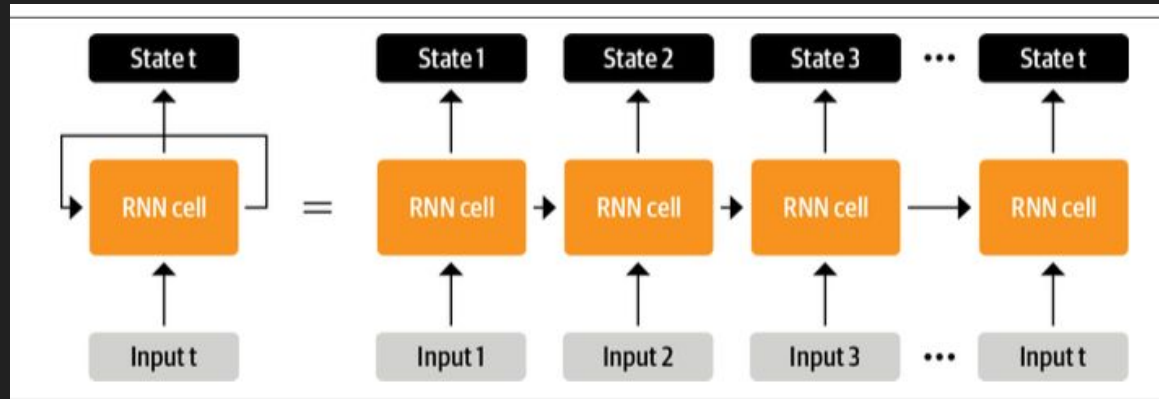 State t
State 1 State 2 State 3 ••• State t
RNN cell = RNN cell RNN cell RNN cell RNN cell
Input t
Input 1 Input 2 Input 3 ••• Input t